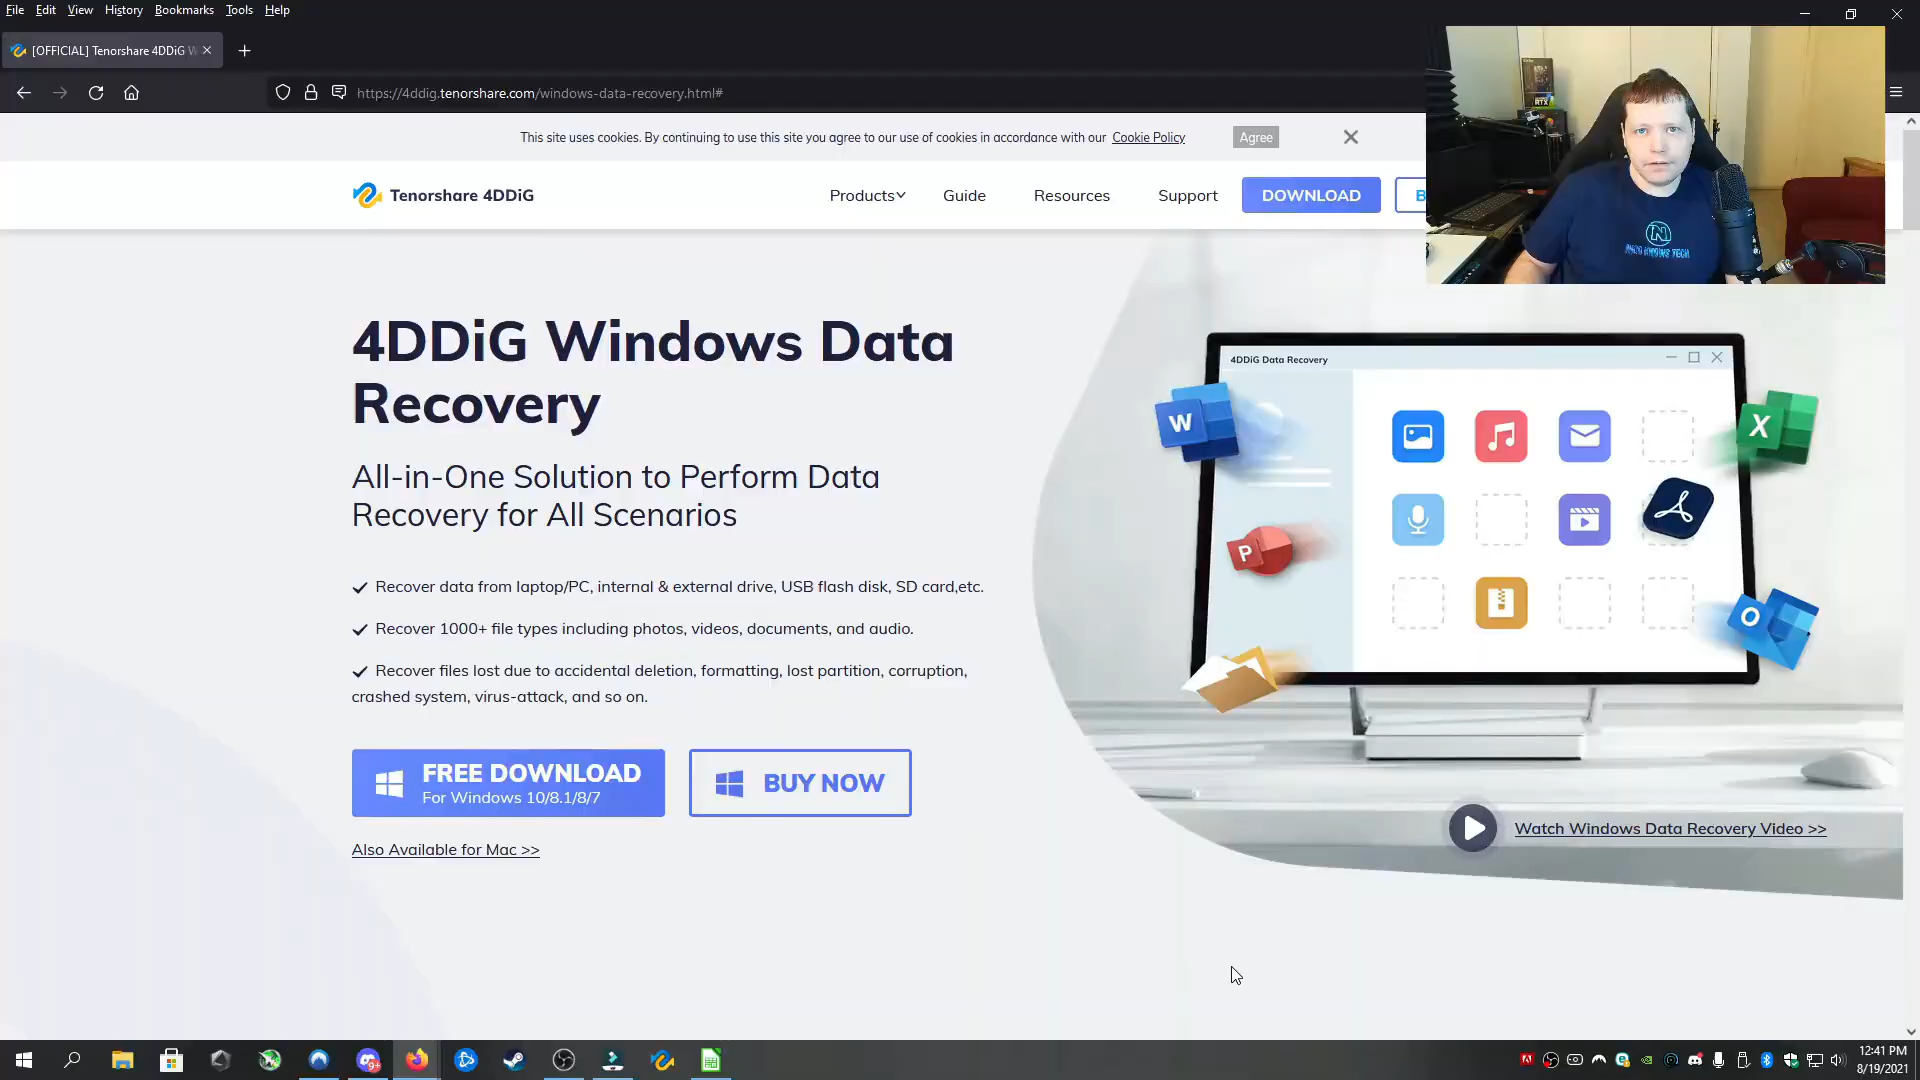 File Edit View History Bookmarks Tools Help
[OFFICIAL] Tenorshare 4DDiG W
https://4ddig.tenorshare.com/windows-data-recovery.html#
This site uses cookies. By continuing to use this site you agree to our use of cookies in accordance with our Cookie Policy Agree
Tenorshare 4DDiG Products Guide Resources Support DOWNLOAD B
NICO KNOWS TECH
4DDiG Windows Data
Recovery
All-in-One Solution to Perform Data
Recovery for All Scenarios
Recover data from laptop/PC, internal & external drive, USB flash disk, SD card,etc.
Recover 1000+ file types including photos, videos, documents, and audio.
Recover files lost due to accidental deletion, formatting, lost partition, corruption,
crashed system, virus-attack, and so on.
FREE DOWNLOAD
For Windows 10/8.1/8/7
BUY NOW
Also Available for Mac >>
4DDiG Data Recovery
W
X
P
O
Watch Windows Data Recovery Video >>
9+
12:41 PM
8/19/2021